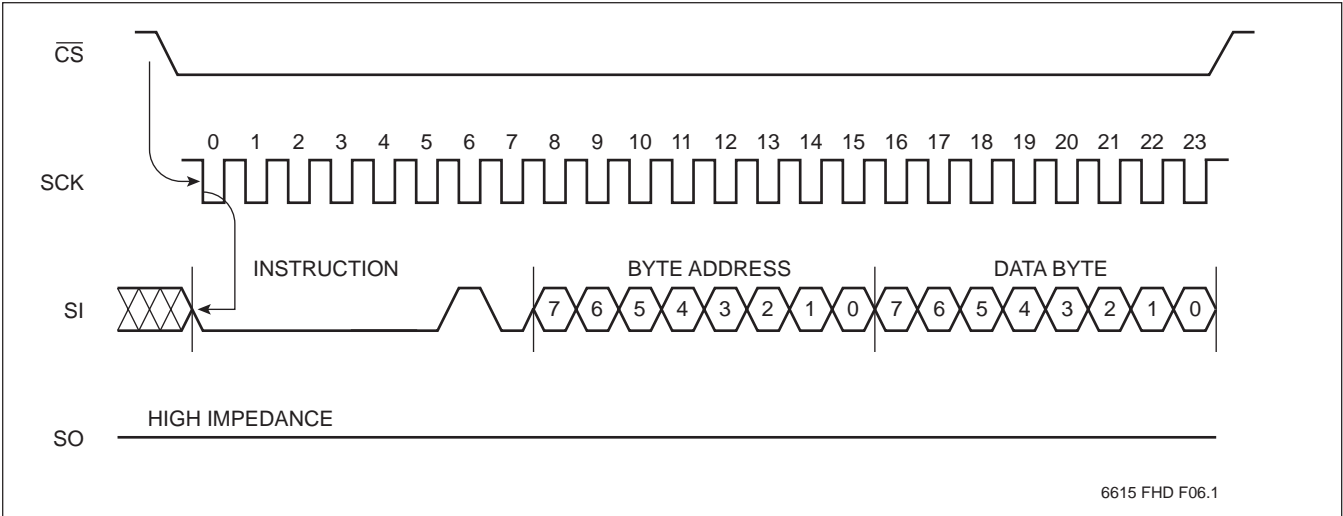 C̅S̅
0 1 2 3 4 5 6 7 8 9 10 11 12 13 14 15 16 17 18 19 20 21 22 23
SCK
INSTRUCTION BYTE ADDRESS DATA BYTE
SI 7 6 5 4 3 2 1 0 7 6 5 4 3 2 1 0
HIGH IMPEDANCE
SO
6615 FHD F06.1